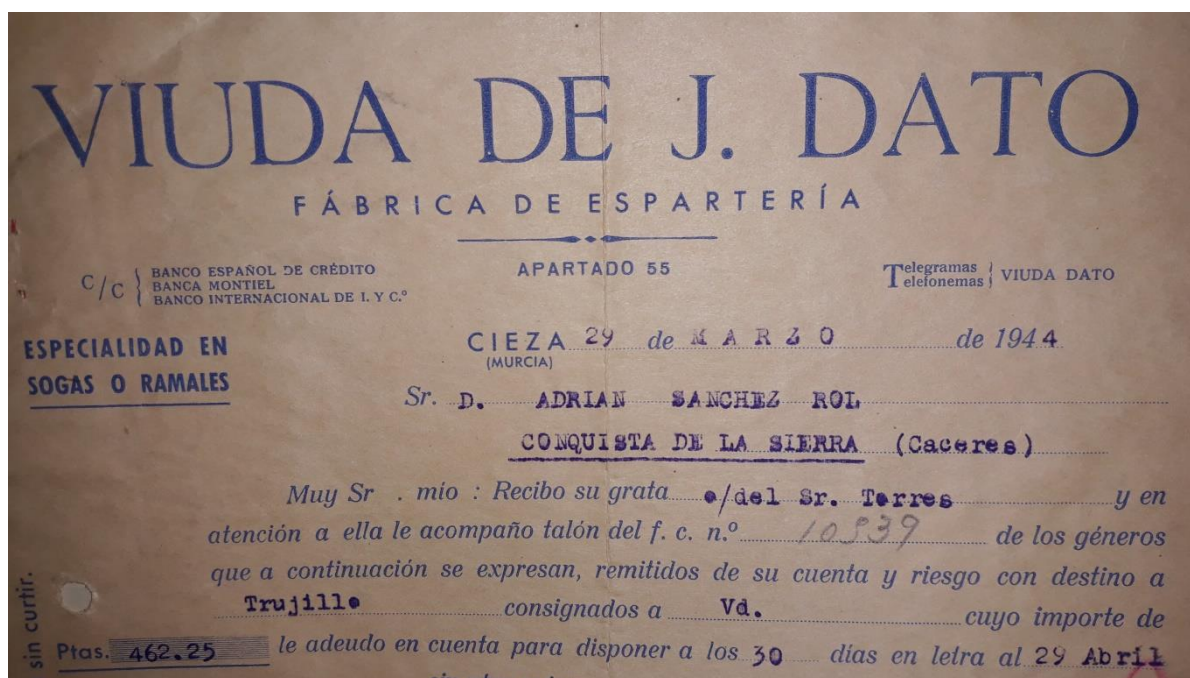 VIUDA DE J. DATO
FÁBRICA DE ESPARTERÍA
C/C BANCO ESPAÑOL DE CRÉDITO
BANCA MONTIEL
BANCO INTERNACIONAL DE I. Y C.º
APARTADO 55
Telegramas
Telefonemas
VIUDA DATO
ESPECIALIDAD EN
SOGAS O RAMALES
CIEZA 29 de MARZO de 1944
(MURCIA)
Sr. D. ADRIAN SANCHEZ ROL
CONQUISTA DE LA SIERRA (Caceres)
Muy Sr . mío : Recibo su grata o/del Sr. Torres y en
atención a ella le acompaño talón del f. c. n.º 10539 de los géneros
que a continuación se expresan, remitidos de su cuenta y riesgo con destino a
Trujillo consignados a Vd. cuyo importe de
Ptas. 462.25 le adeudo en cuenta para disponer a los 30 días en letra al 29 Abril
sin curtir.